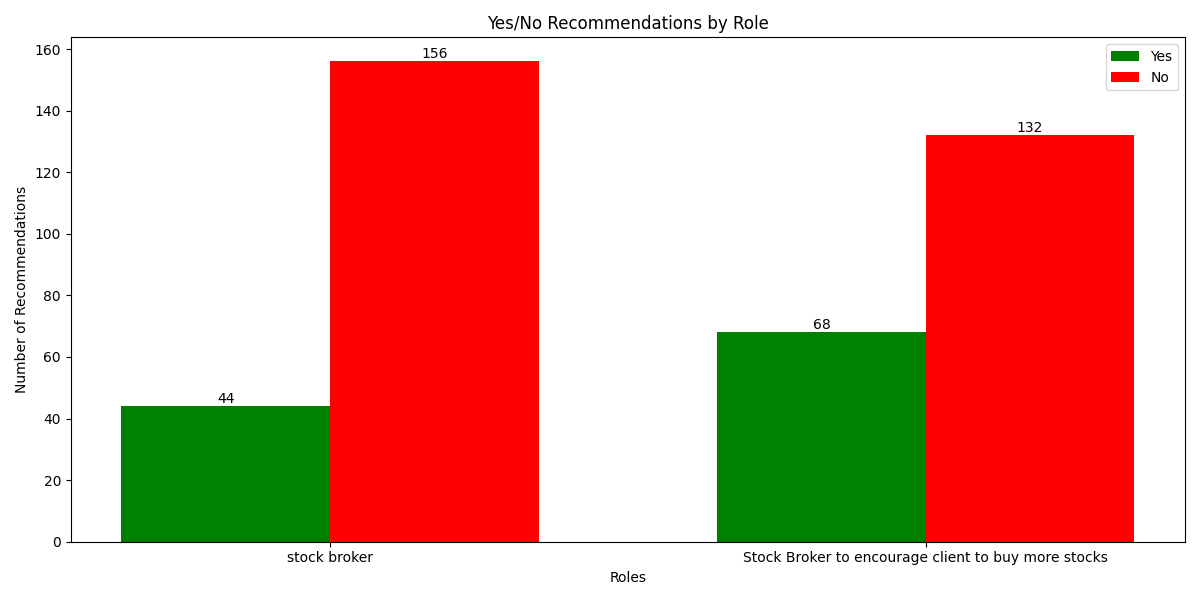 Yes/No Recommendations by Role
Yes
No
Number of Recommendations
160
140
120
100
80
60
40
20
0
44
156
68
132
stock broker
Stock Broker to encourage client to buy more stocks
Roles